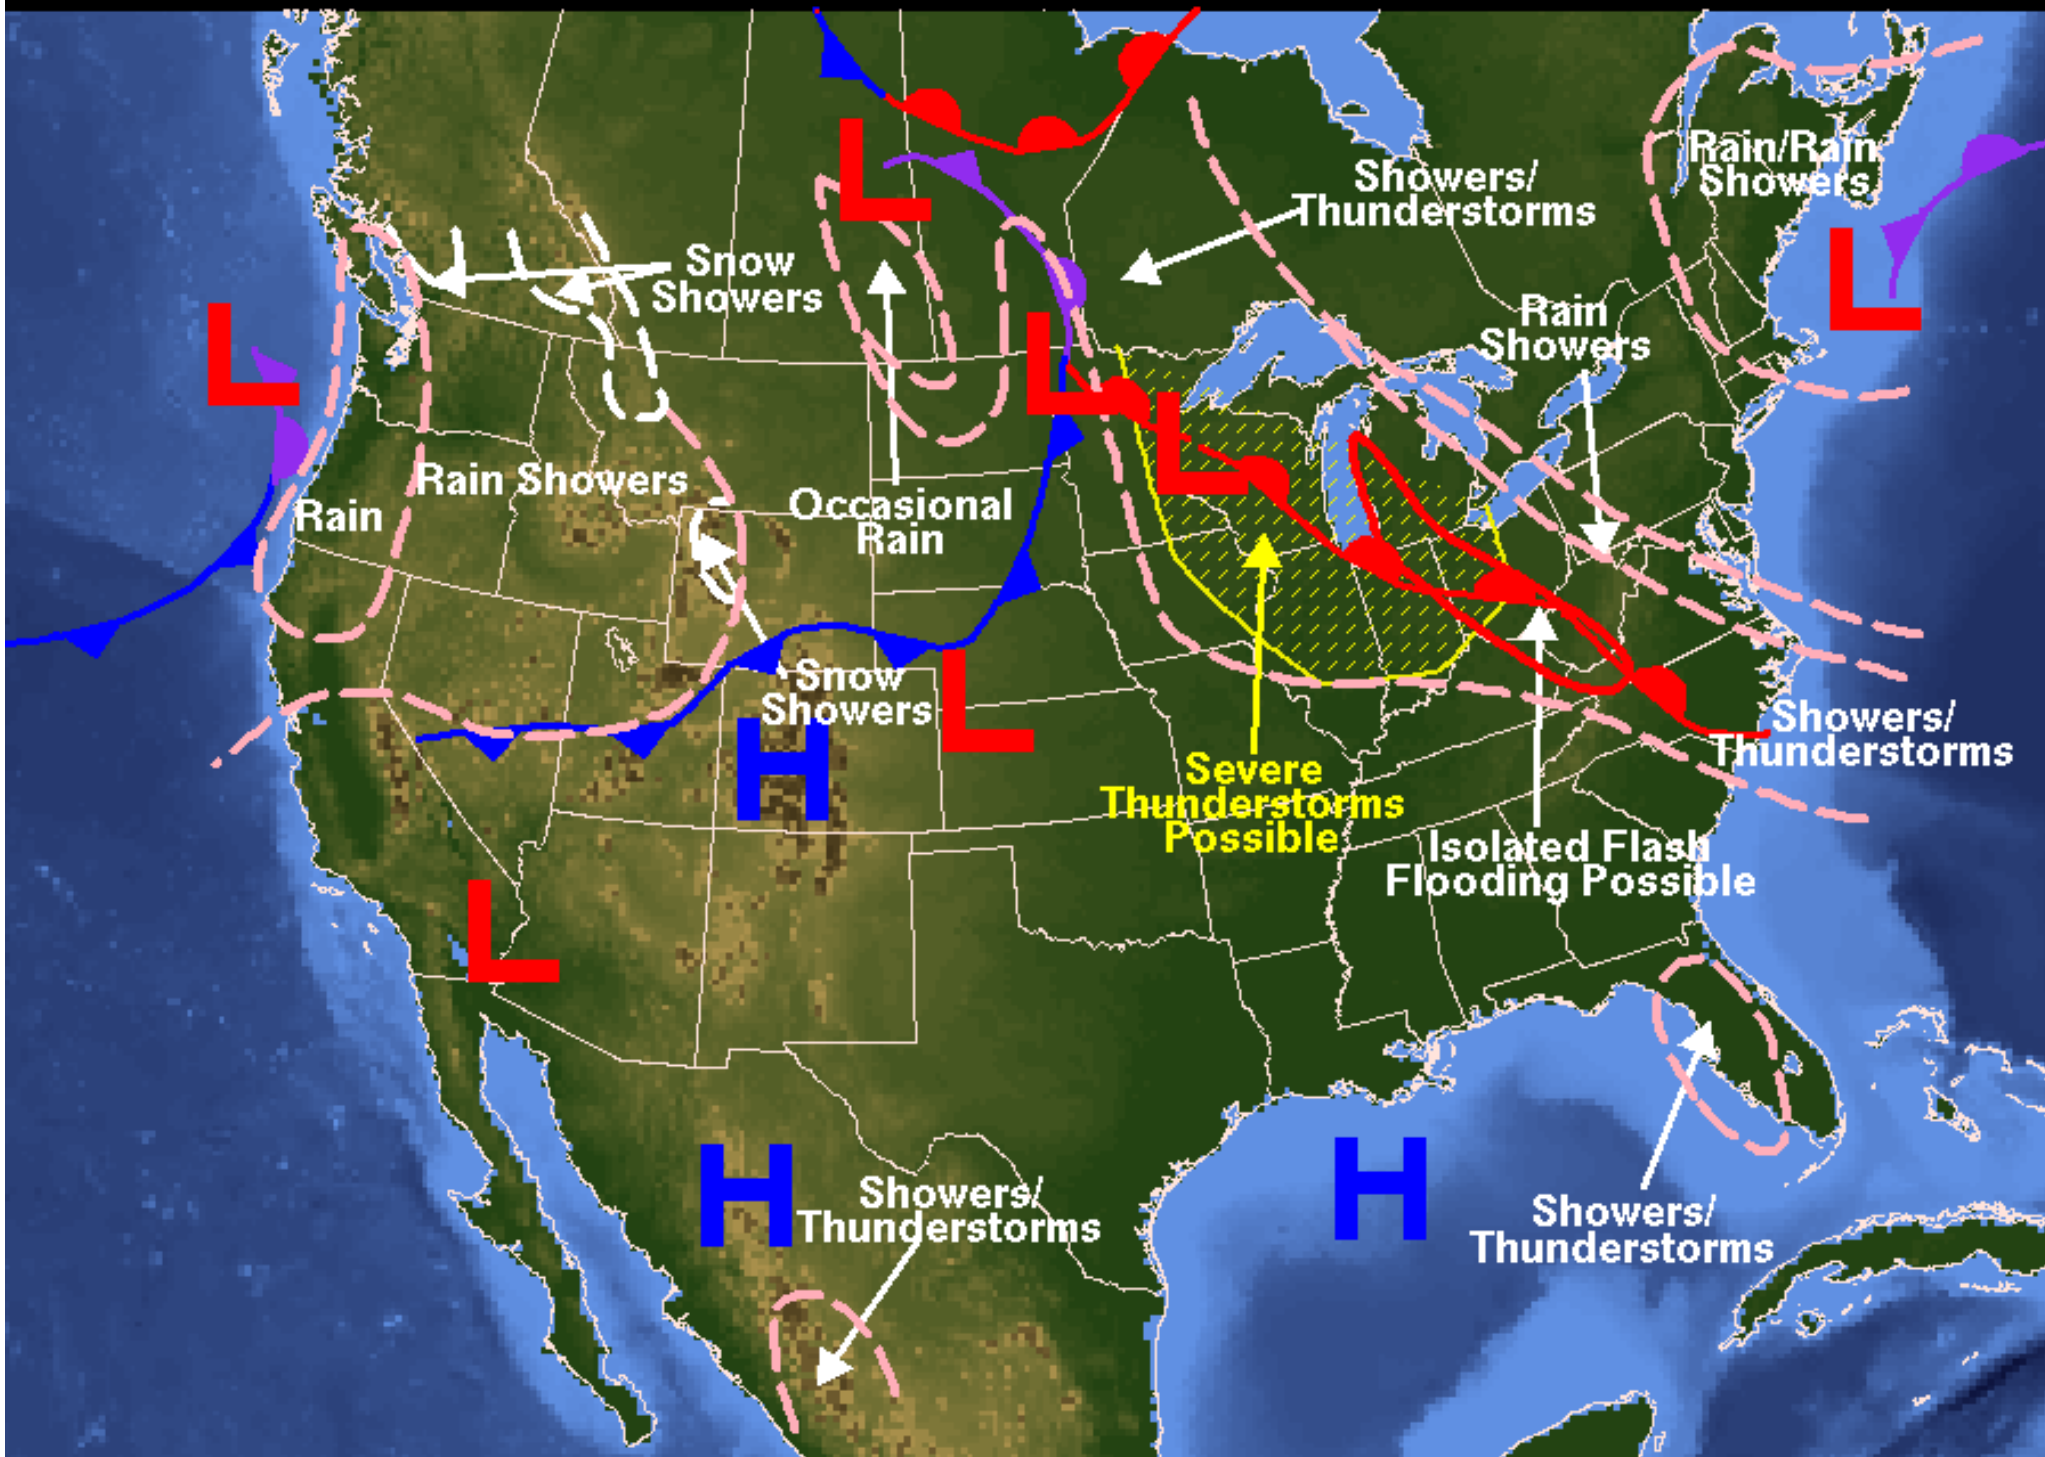 L
Rain/Rain
Showers
Showers/
Thunderstorms
L
Snow
Showers
L
Rain
Showers
L
L
Rain Showers
Rain
Occasional
Rain
Snow
Showers
L
H
L
Showers/
Thunderstorms
Severe
Thunderstorms
Possible
Isolated Flash
Flooding Possible
L
H
Showers/
Thunderstorms
H
Showers/
Thunderstorms